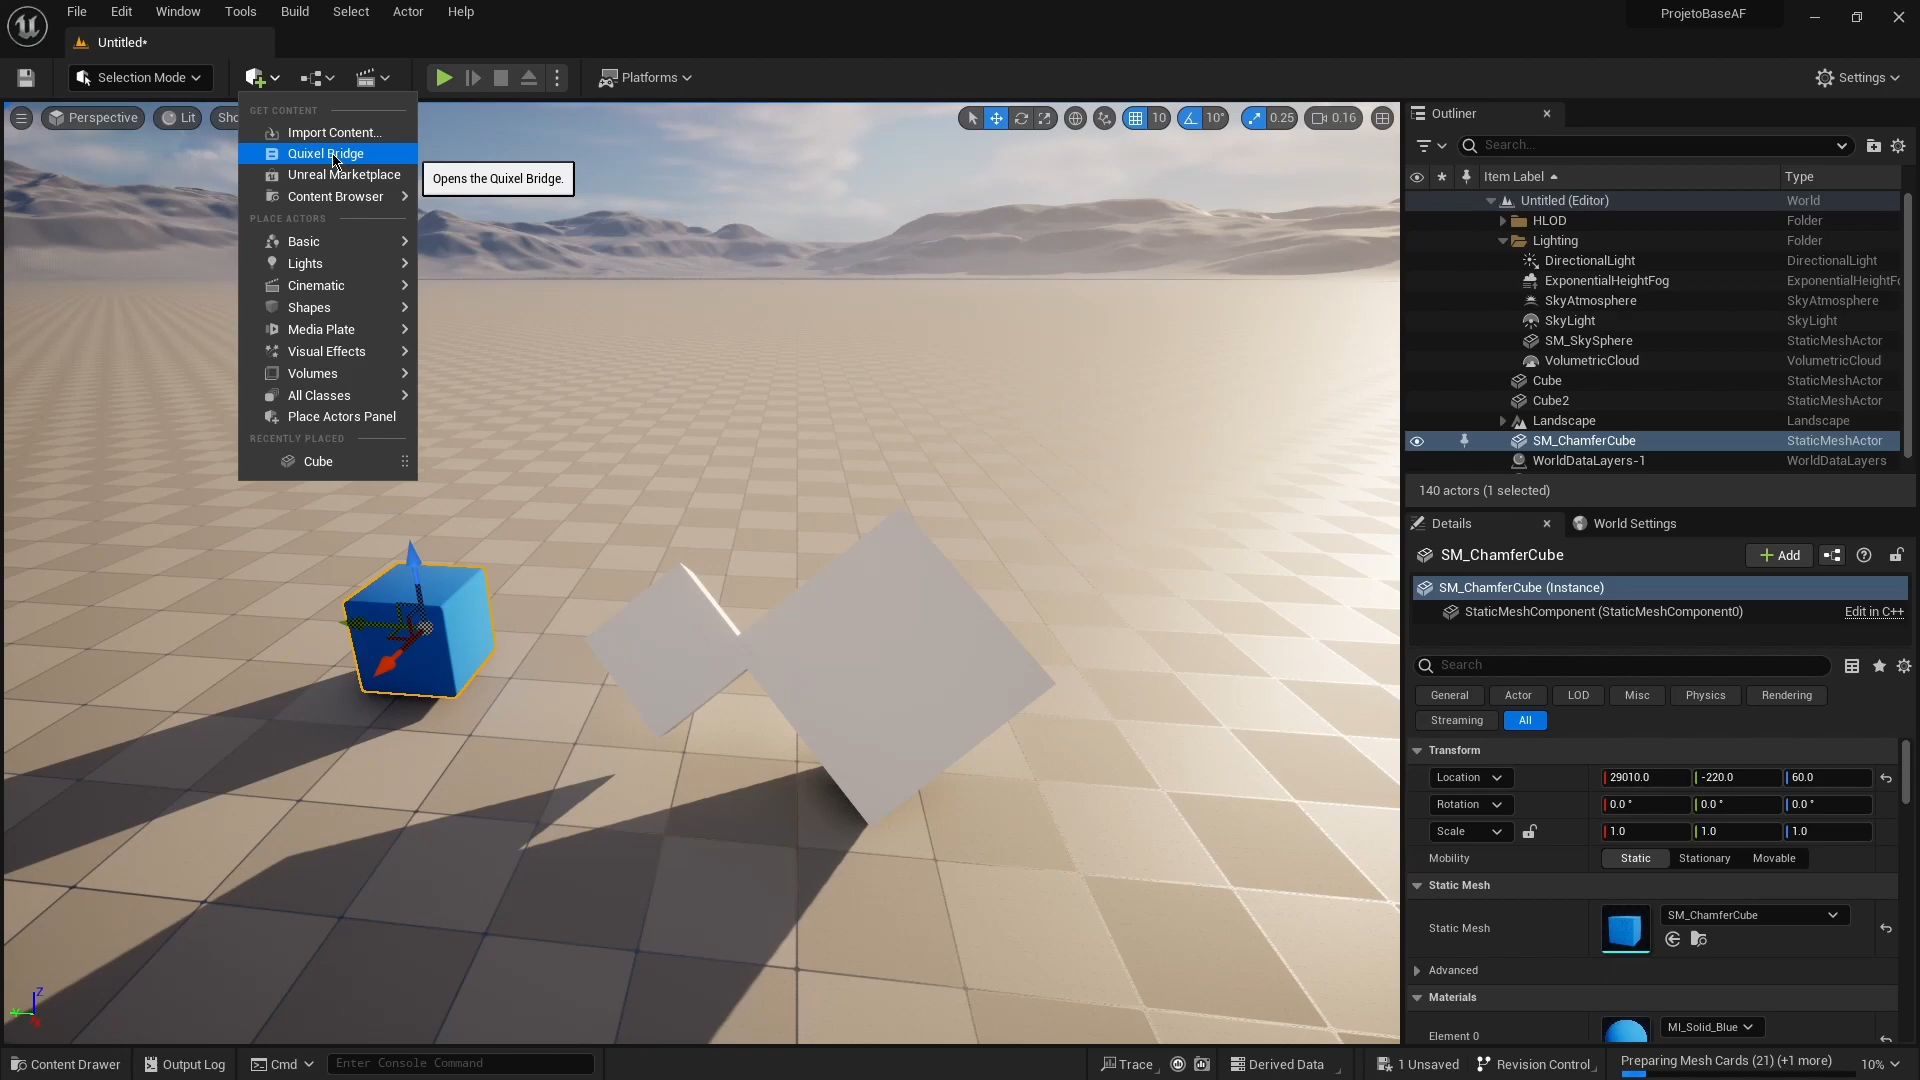 File Edit Window Tools Build Select Actor Help
ProjetoBaseAF
Untitled*
Selection Mode
Platforms
Settings
Perspective
Lit
Sho
10
10°
0.25
0.16
GET CONTENT
Import Content...
Quixel Bridge
Unreal Marketplace
Content Browser
PLACE ACTORS
Basic
Lights
Cinematic
Shapes
Media Plate
Visual Effects
Volumes
All Classes
Place Actors Panel
RECENTLY PLACED
Cube
Opens the Quixel Bridge.
Outliner
Search...
Item Label Type
Untitled (Editor) World
HLOD Folder
Lighting Folder
DirectionalLight DirectionalLight
ExponentialHeightFog ExponentialHeightFo
SkyAtmosphere SkyAtmosphere
SkyLight SkyLight
SM_SkySphere StaticMeshActor
VolumetricCloud VolumetricCloud
Cube StaticMeshActor
Cube2 StaticMeshActor
Landscape Landscape
SM_ChamferCube StaticMeshActor
WorldDataLayers-1 WorldDataLayers
140 actors (1 selected)
Details World Settings
SM_ChamferCube
Add
SM_ChamferCube (Instance)
StaticMeshComponent (StaticMeshComponent0) Edit in C++
Search
General Actor LOD Misc Physics Rendering
Streaming All
Transform
Location 29010.0 -220.0 60.0
Rotation 0.0 ° 0.0 ° 0.0 °
Scale 1.0 1.0 1.0
Mobility Static Stationary Movable
Static Mesh
Static Mesh SM_ChamferCube
Advanced
Materials
Element 0 MI_Solid_Blue
Z
Content Drawer Output Log Cmd Enter Console Command
Trace Derived Data 1 Unsaved Revision Control Preparing Mesh Cards (21) (+1 more) 10%